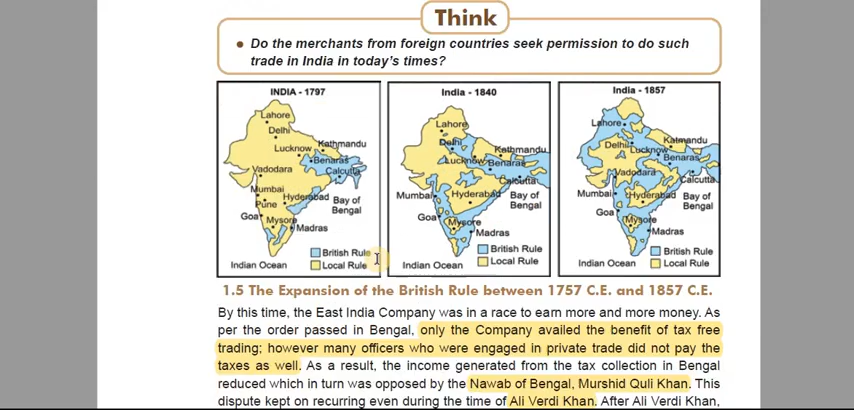 Think
● Do the merchants from foreign countries seek permission to do such
trade in India in today's times?
INDIA - 1797
Lahore
Delhi
Kathmandu
Lucknow
Benaras
Vadodara
Calcutta
Mumbai
Hyderabad
Pune
Bay of
Bengal
Goa
Mysore
Madras
British Rule
Local Rule
Indian Ocean
India - 1840
Lahore
Delhi
Kathmandu
Lucknow
Benaras
Calcutta
Mumbai
Hyderabad
Bay of
Bengal
Goa
Mysore
Madras
British Rule
Local Rule
Indian Ocean
India - 1857
Lahore
Delhi
Katmandu
Lucknow
Benaras
Vadodara
Calcutta
Mumbai
Hyderabad
Bay of
Bengal
Goa
Mysore
Madras
British Rule
Local Rule
Indian Ocean
1.5 The Expansion of the British Rule between 1757 C.E. and 1857 C.E.
By this time, the East India Company was in a race to earn more and more money. As
per the order passed in Bengal, only the Company availed the benefit of tax free
trading; however many officers who were engaged in private trade did not pay the
taxes as well. As a result, the income generated from the tax collection in Bengal
reduced which in turn was opposed by the Nawab of Bengal, Murshid Quli Khan. This
dispute kept on recurring even during the time of Ali Verdi Khan. After Ali Verdi Khan,